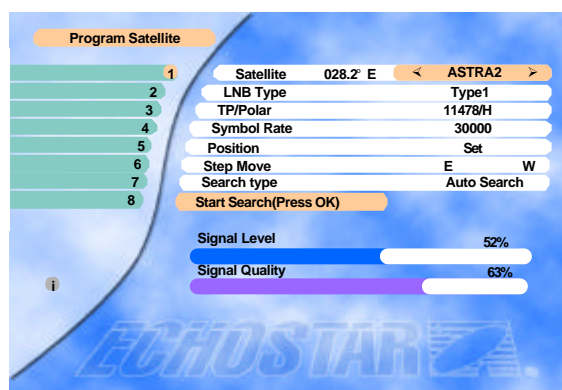 Program Satellite
1 Satellite 028.2° E ASTRA2
2 LNB Type Type1
3 TP/Polar 11478/H
4 Symbol Rate 30000
5 Position Set
6 Step Move E W
7 Search type Auto Search
8 Start Search(Press OK)
Signal Level 52%
Signal Quality 63%
i
ECHOSTAR